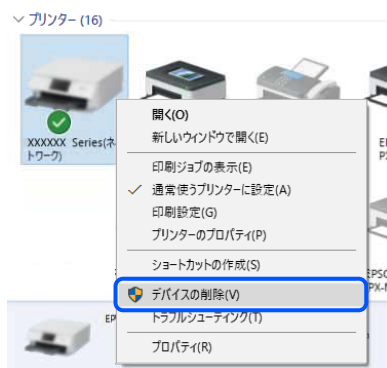 プリンター (16)
XXXXXX Series(ネ
トワーク)
開く(O)
新しいウィンドウで開く(E)
印刷ジョブの表示(E)
通常使うプリンターに設定(A)
印刷設定(G)
プリンターのプロパティ(P)
ショートカットの作成(S)
デバイスの削除(V)
トラブルシューティング(T)
プロパティ(R)
EP
EPSO
PX-M